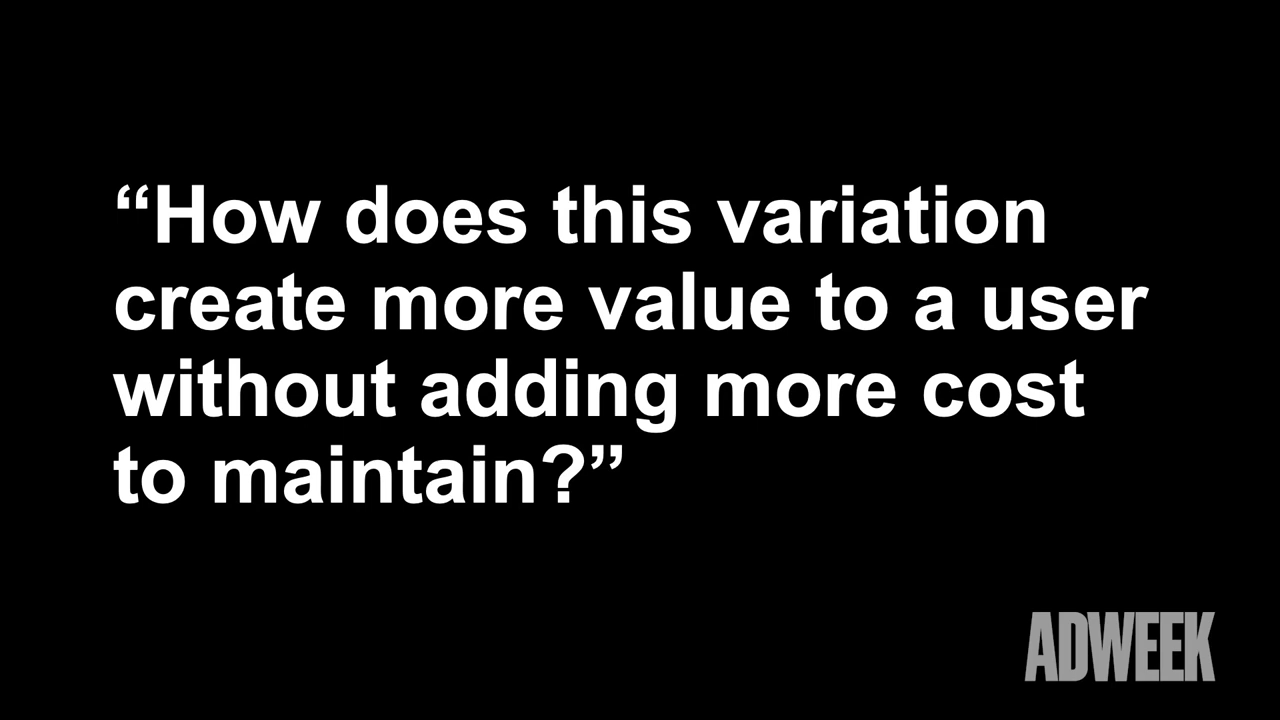 “How does this variation
create more value to a user
without adding more cost
to maintain?”
ADWEEK